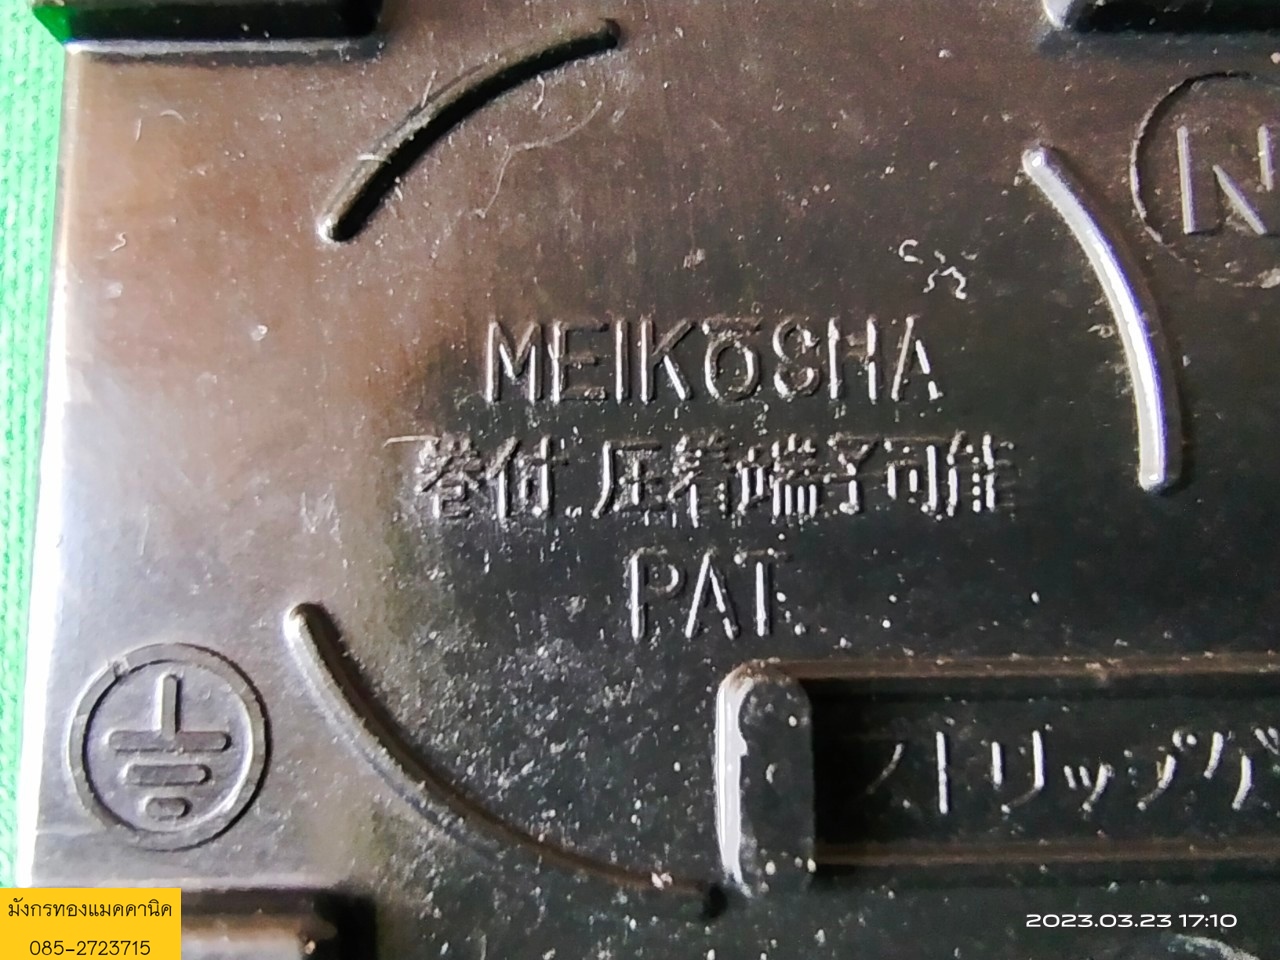 N
MEIKŌSHA
巻付.圧着端子可能
PAT.
ストリップゲ
มังกรทองแมคคานิค
085-2723715
2023.03.23 17:10